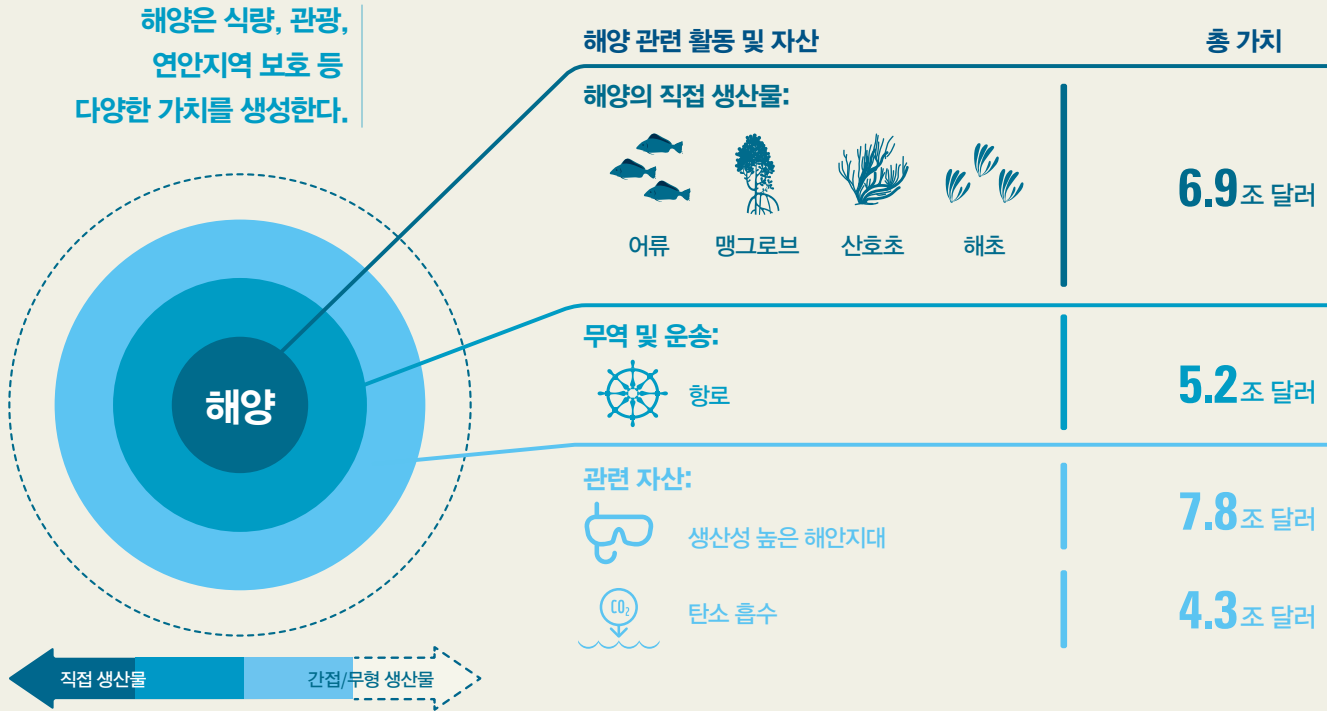 해양은 식량, 관광,
연안지역 보호 등
다양한 가치를 생성한다.
해양
직접 생산물
간접/무형 생산물
해양 관련 활동 및 자산
총 가치
해양의 직접 생산물:
어류
맹그로브
산호초
해초
6.9조 달러
무역 및 운송:
항로
5.2조 달러
관련 자산:
생산성 높은 해안지대
7.8조 달러
CO₂
탄소 흡수
4.3조 달러